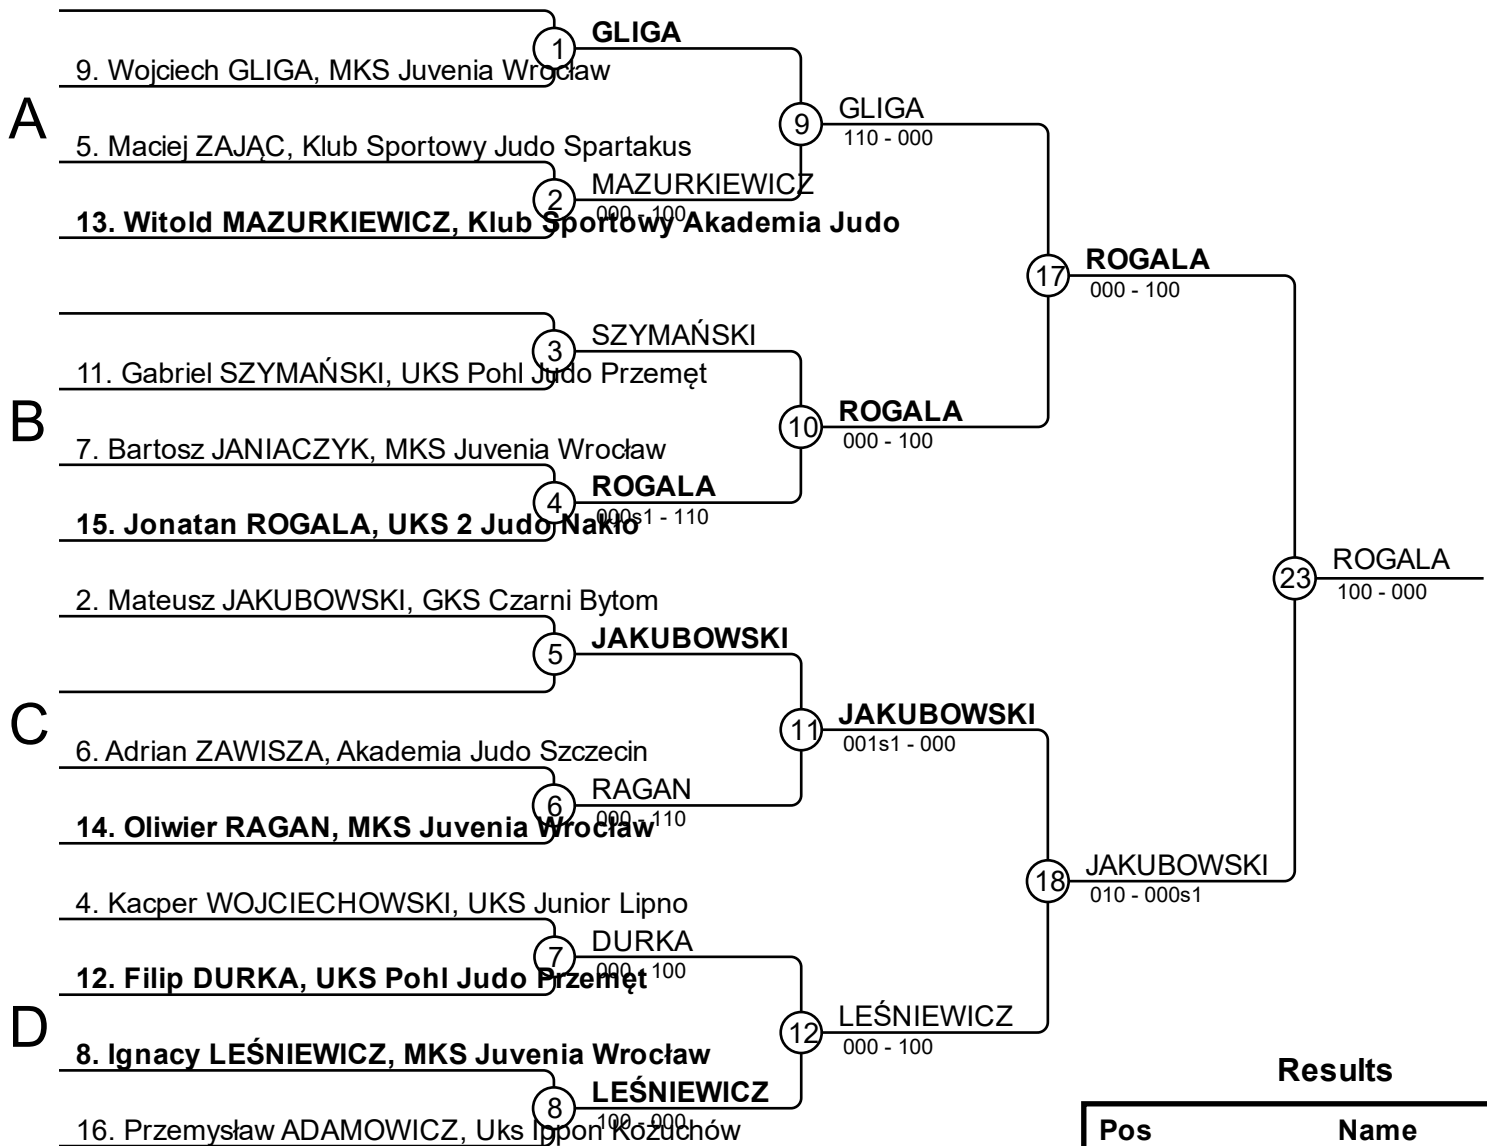 A
9. Wojciech GLIGA, MKS Juvenia Wrocław
5. Maciej ZAJĄC, Klub Sportowy Judo Spartakus
13. Witold MAZURKIEWICZ, Klub Sportowy Akademia Judo
1
GLIGA
2
MAZURKIEWICZ
000 - 100
9
GLIGA
110 - 000
B
11. Gabriel SZYMAŃSKI, UKS Pohl Judo Przemęt
7. Bartosz JANIACZYK, MKS Juvenia Wrocław
15. Jonatan ROGALA, UKS 2 Judo Nakło
3
SZYMAŃSKI
4
ROGALA
000s1 - 110
10
ROGALA
000 - 100
17
ROGALA
000 - 100
C
2. Mateusz JAKUBOWSKI, GKS Czarni Bytom
6. Adrian ZAWISZA, Akademia Judo Szczecin
14. Oliwier RAGAN, MKS Juvenia Wrocław
5
JAKUBOWSKI
6
RAGAN
000 - 110
11
JAKUBOWSKI
001s1 - 000
D
4. Kacper WOJCIECHOWSKI, UKS Junior Lipno
12. Filip DURKA, UKS Pohl Judo Przemęt
8. Ignacy LEŚNIEWICZ, MKS Juvenia Wrocław
16. Przemysław ADAMOWICZ, Uks Ippon Kożuchów
7
DURKA
000 - 100
8
LEŚNIEWICZ
100 - 000
12
LEŚNIEWICZ
000 - 100
18
JAKUBOWSKI
010 - 000s1
23
ROGALA
100 - 000
Results
Pos Name